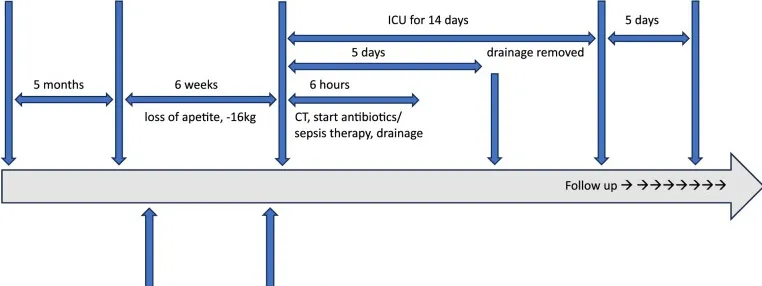 ICU for 14 days
5 days
5 days
drainage removed
5 months
6 weeks
6 hours
loss of apetite, -16kg
CT, start antibiotics/
sepsis therapy, drainage
Follow up → →→→→→→→→